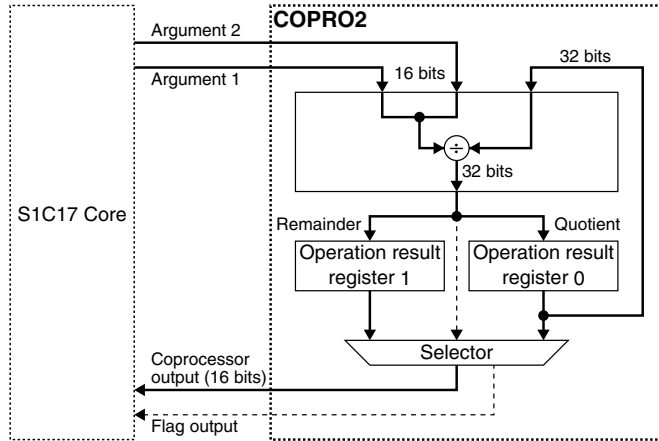 COPRO2
Argument 2
Argument 1
16 bits
32 bits
÷
32 bits
S1C17 Core
Remainder
Quotient
Operation result
register 1
Operation result
register 0
Selector
Coprocessor
output (16 bits)
Flag output